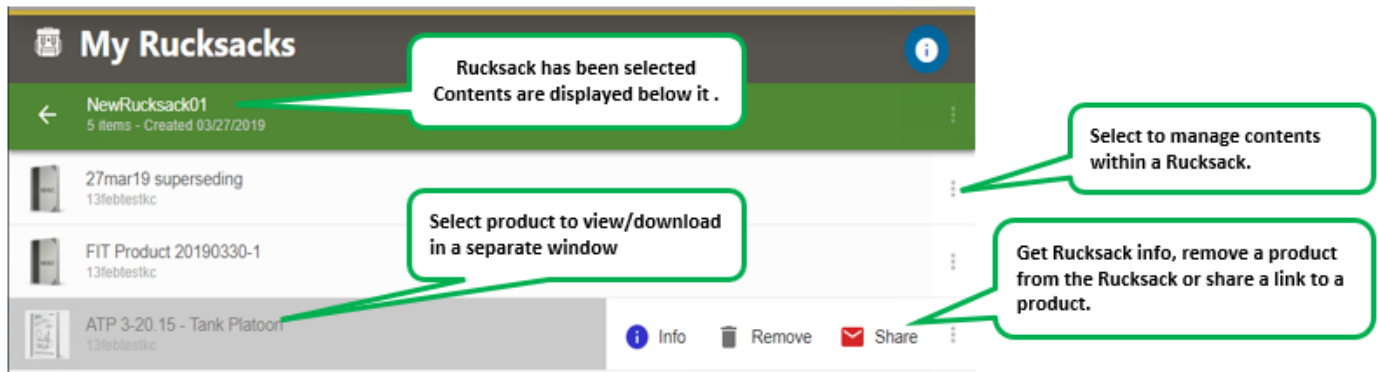 My Rucksacks
Rucksack has been selected
Contents are displayed below it .
NewRucksack01
5 items - Created 03/27/2019
Select to manage contents
within a Rucksack.
27mar19 superseding
13febtestkc
Select product to view/download
in a separate window
FIT Product 20190330-1
13febtestkc
Get Rucksack info, remove a product
from the Rucksack or share a link to a
product.
ATP 3-20.15 - Tank Platoon
13febtestkc
Info Remove Share